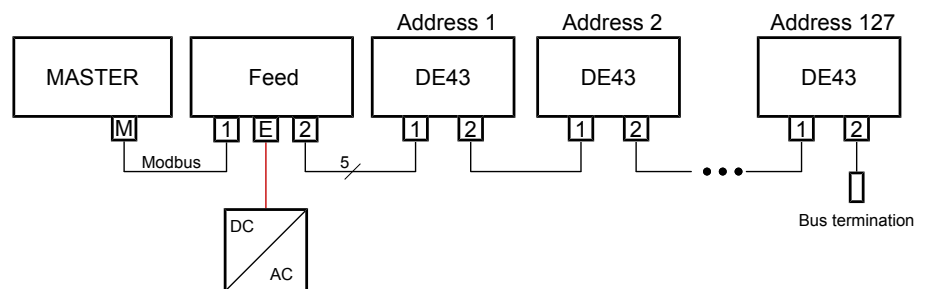 Address 1
Address 2
Address 127
MASTER
Feed
DE43
DE43
DE43
M
1
E
2
1
2
1
2
1
2
Modbus
5
Bus termination
DC
AC